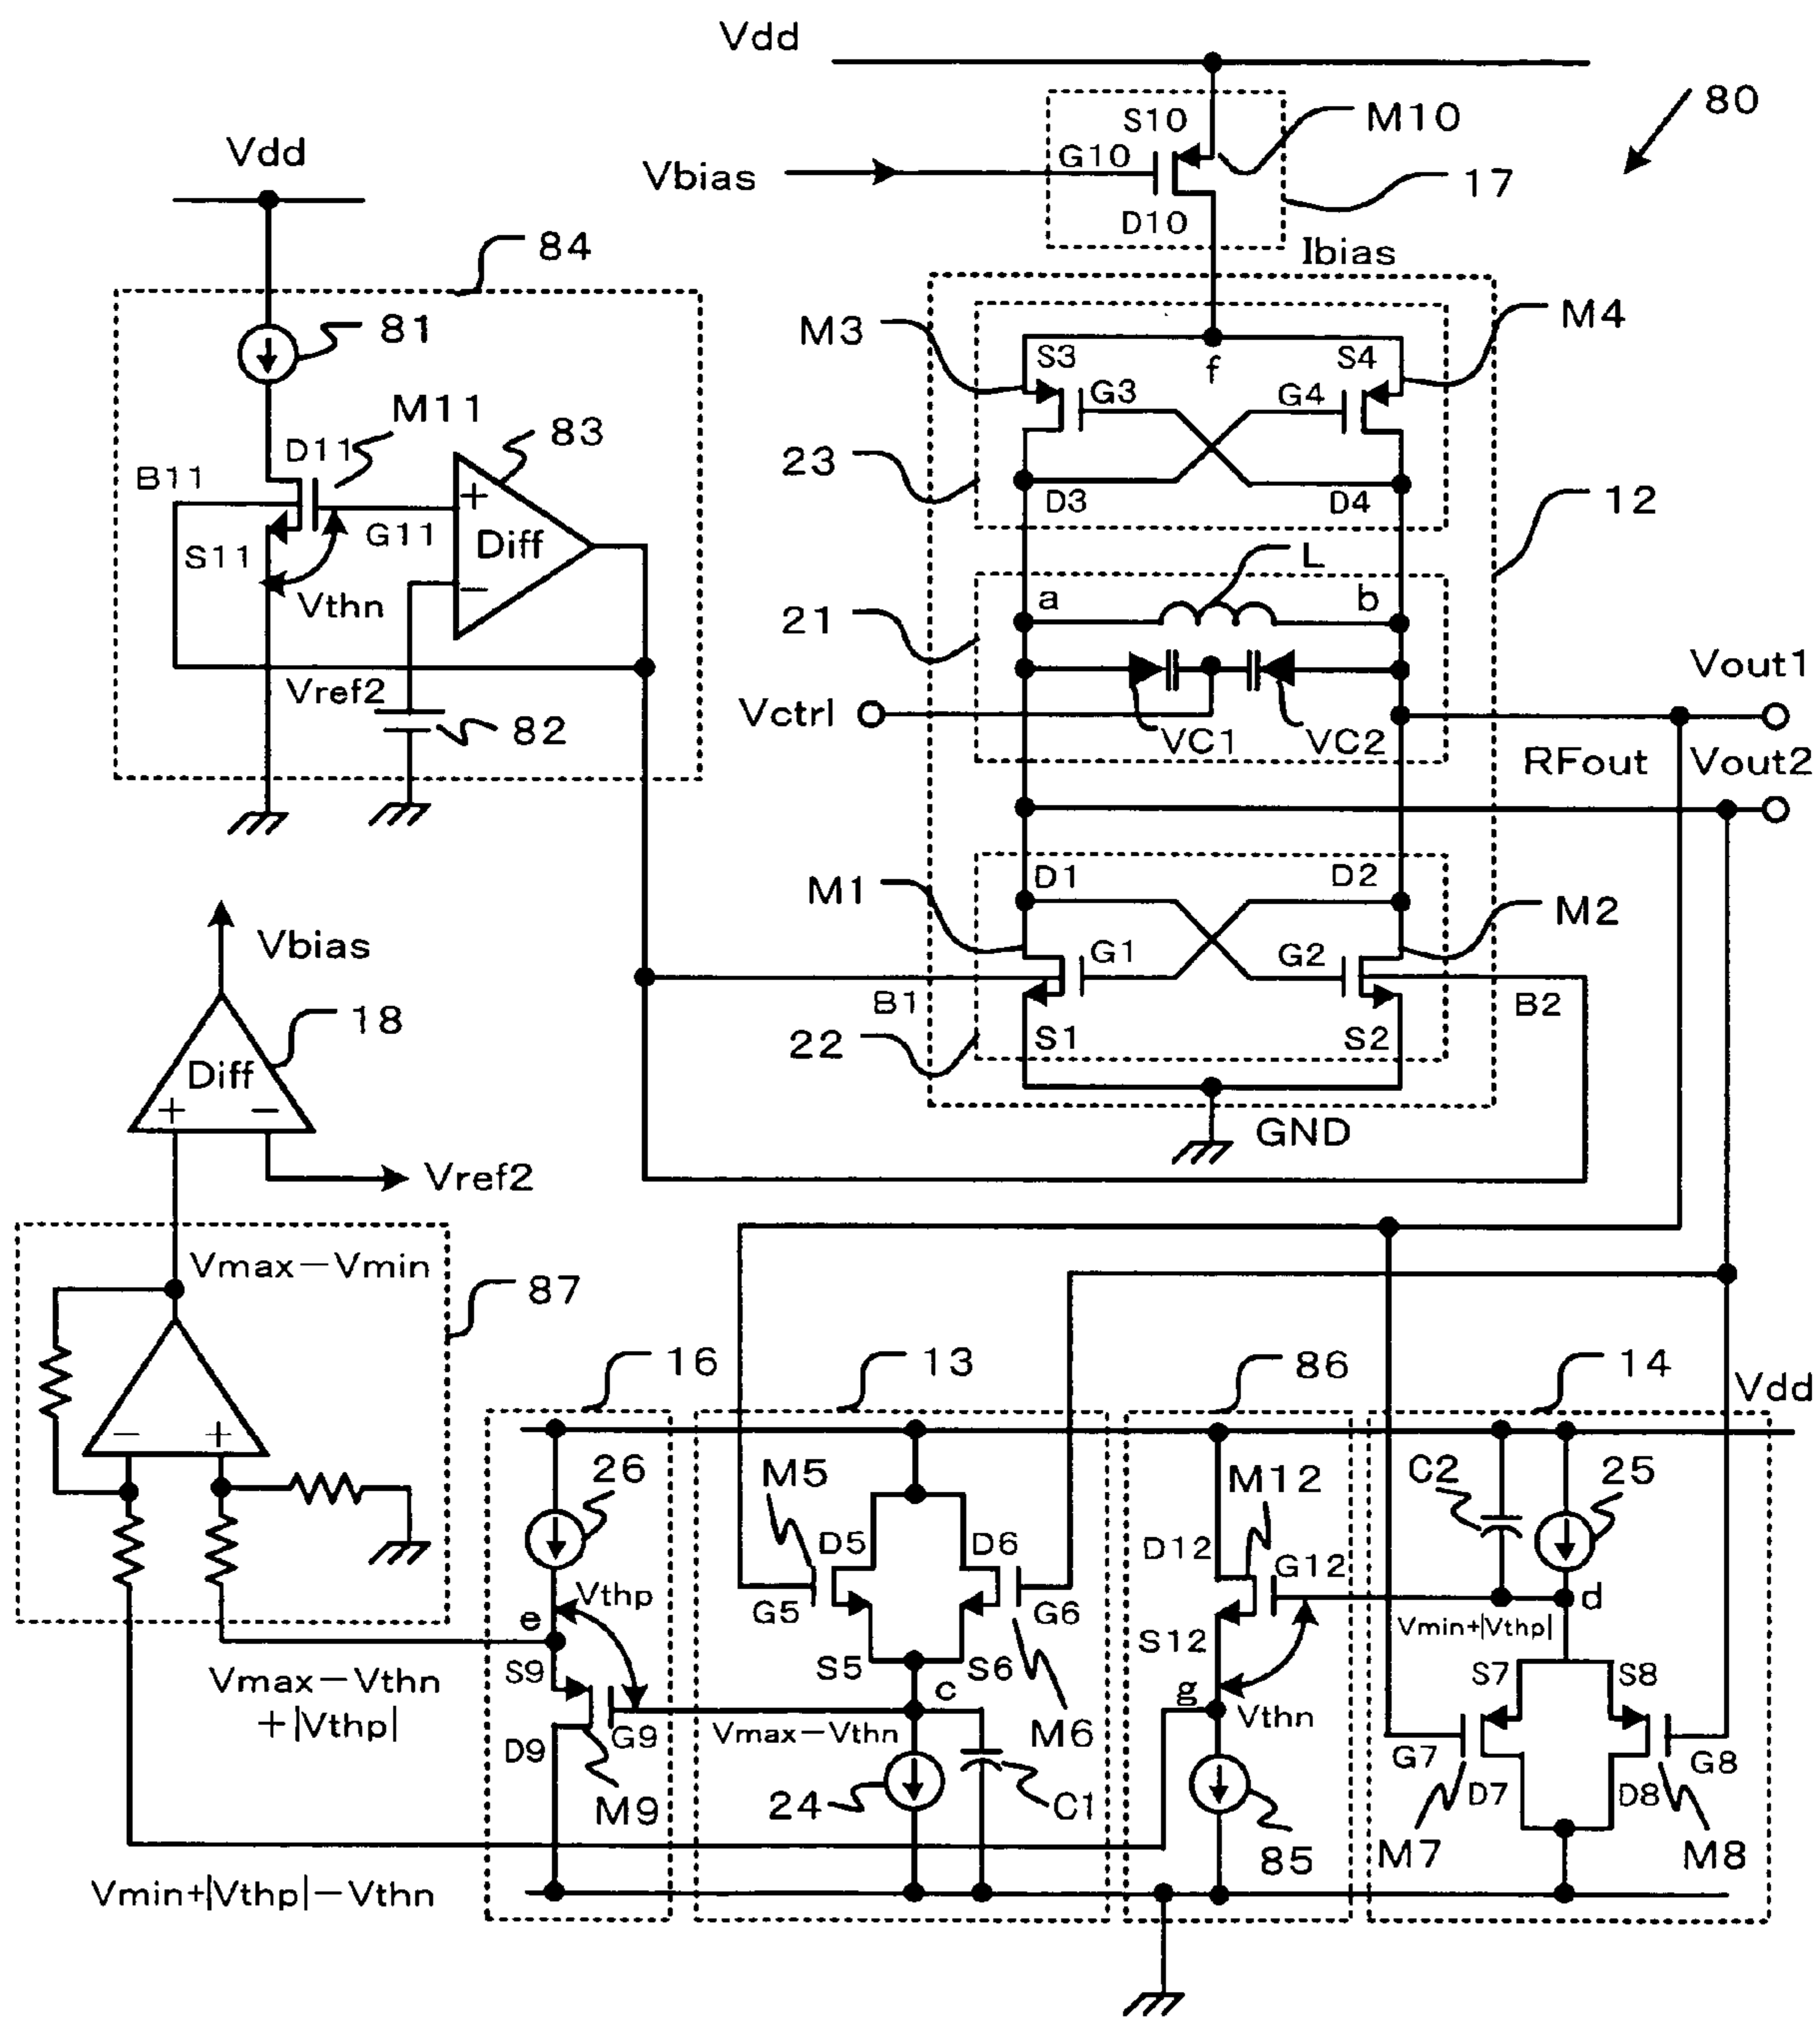 Vdd
80
S10
M10
Vdd
Vbias
G10
17
D10
84
Ibias
81
M3
M4
S3
S4
f
G3
G4
M11
83
D11
B11
+
23
12
G11
Diff
D3
D4
S11
−
L
Vthn
a
b
21
Vout1
Vref2
Vctrl
82
VC1
VC2
RFout
Vout2
M1
D1
D2
M2
Vbias
G1
G2
18
B1
B2
Diff
S1
S2
22
+
−
GND
Vref2
Vmax−Vmin
87
16
13
86
14
Vdd
−
+
26
M5
M12
C2
25
D5
D6
D12
G12
Vthp
G5
G6
d
e
Vmin+|Vthp|
S12
S9
S5
S6
S7
S8
Vmax−Vthn
c
g
+|Vthp|
G9
Vmax−Vthn
M6
Vthn
D9
G7
G8
M9
24
C1
85
D7
D8
M7
M8
Vmin+|Vthp|−Vthn